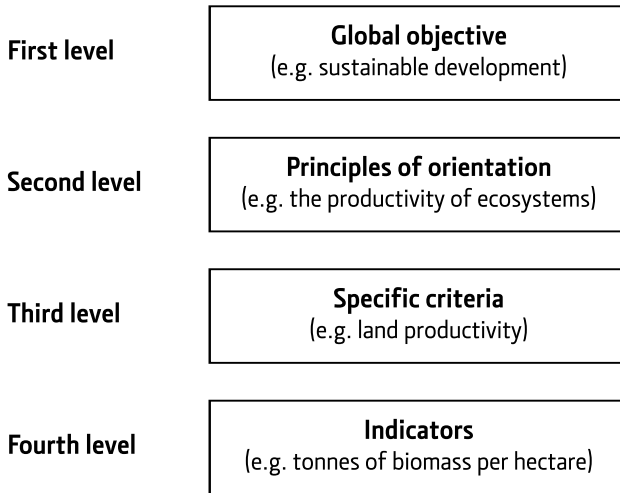 First level
Global objective
(e.g. sustainable development)
Second level
Principles of orientation
(e.g. the productivity of ecosystems)
Third level
Specific criteria
(e.g. land productivity)
Fourth level
Indicators
(e.g. tonnes of biomass per hectare)